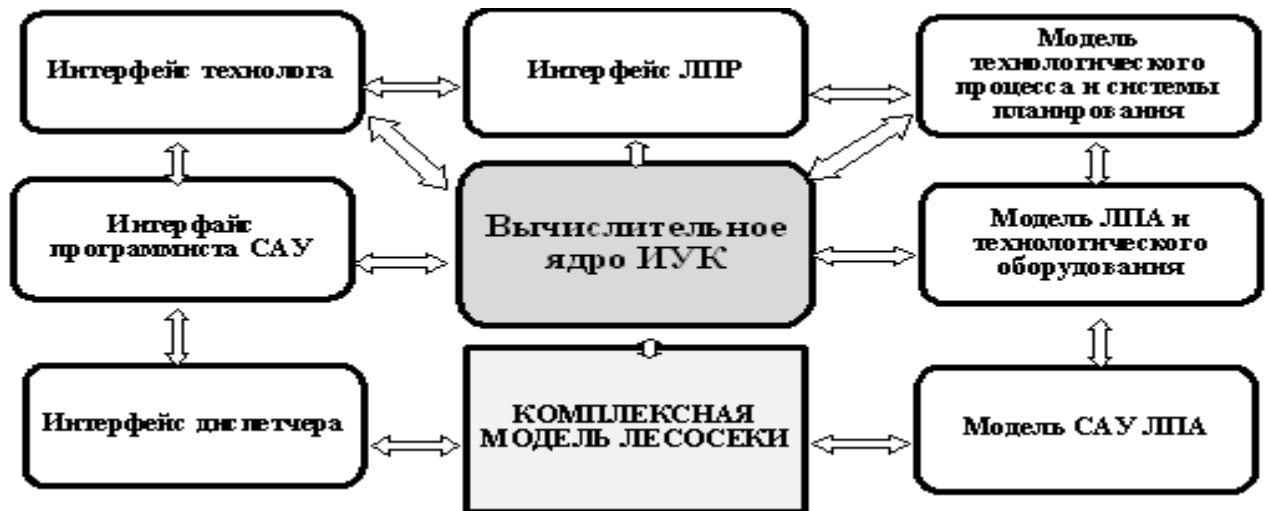 Интерфейс технолога
Интерфейс ЛПР
Модель
технологического
процесса и системы
планирования
Интерфайс
программиста САУ
Вычислительное
ядро ИУК
Модель ЛПА и
технологического
оборудования
Интерфейс диспетчера
КОМПЛЕКСНАЯ
МОДЕЛЬ ЛЕСОСЕКИ
Модель САУ ЛПА